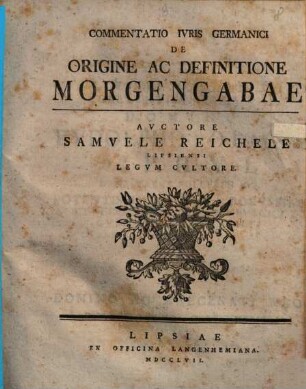 COMMENTATIO IVRIS GERMANICI
DE
ORIGINE AC DEFINITIONE
MORGENGABAE
AVCTORE
SAMVELE REICHELE
LIPSIENSI
LEGVM CVLTORE.
LIPSIAE
EX OFFICINA LANGENHEMIANA.
MDCCLVII.